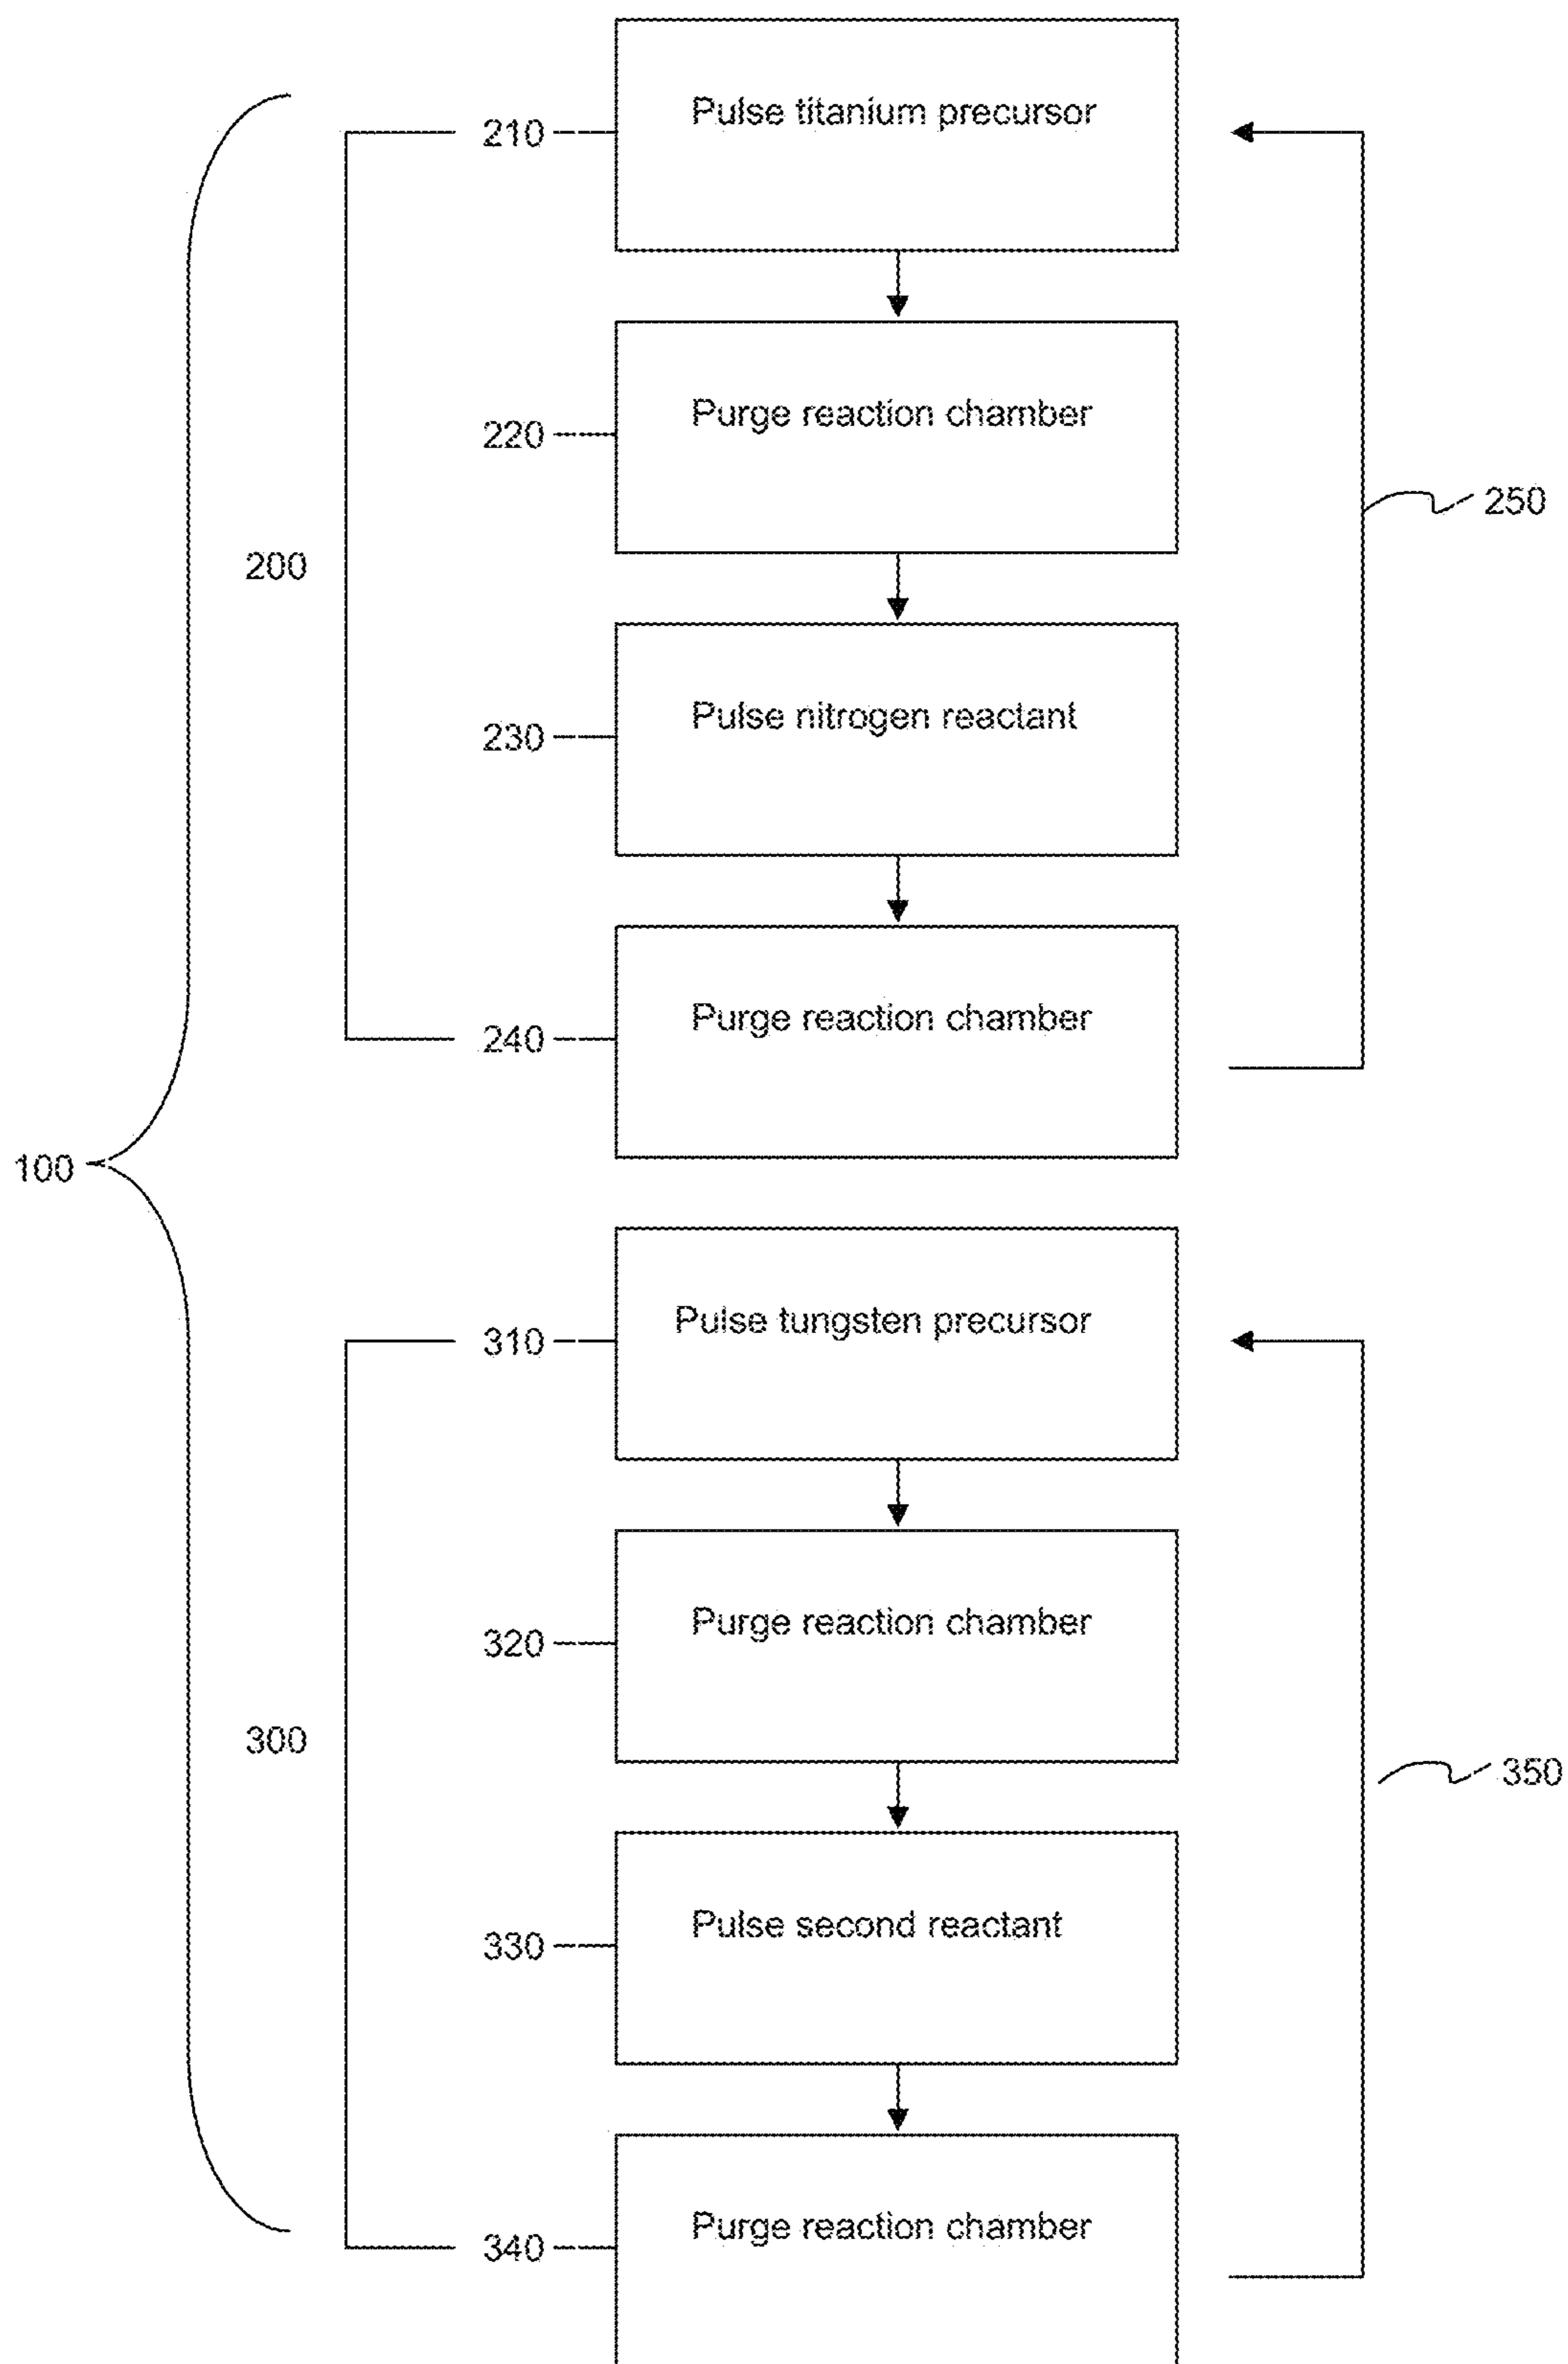 Pulse titanium precursor
210
Purge reaction chamber
220
250
200
Pulse nitrogen reactant
230
Purge reaction chamber
240
100
Pulse tungsten precursor
310
Purge reaction chamber
320
300
350
Pulse second reactant
330
Purge reaction chamber
340